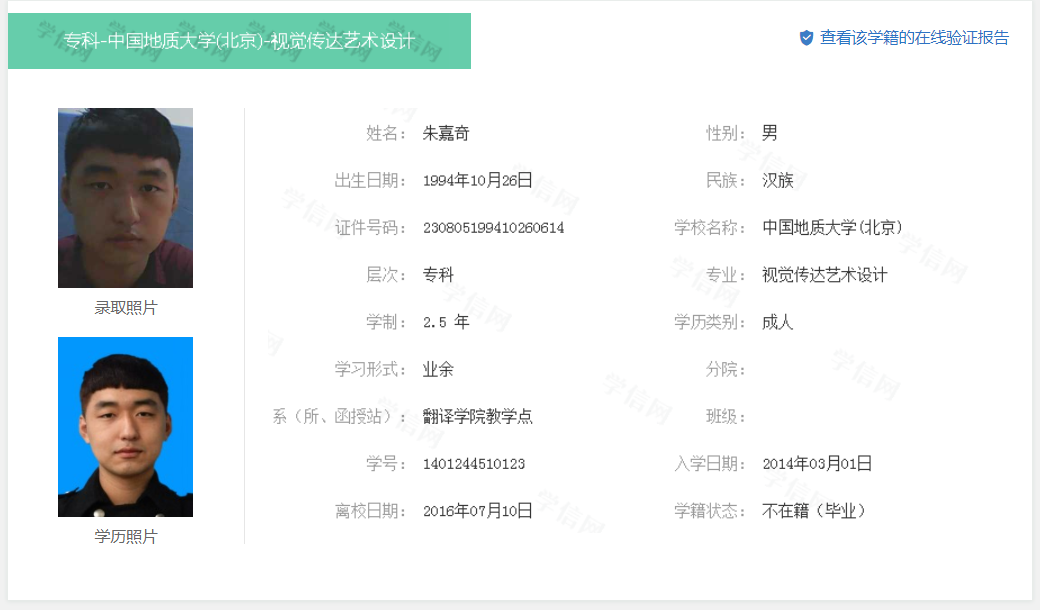 专科-中国地质大学(北京)-视觉传达艺术设计
查看该学籍的在线验证报告
姓名： 朱嘉奇 性别： 男
出生日期： 1994年10月26日 民族： 汉族
证件号码： 230805199410260614 学校名称： 中国地质大学(北京)
层次： 专科 专业： 视觉传达艺术设计
录取照片
学制： 2.5 年 学历类别： 成人
学习形式： 业余 分院：
系（所、函授站）： 翻译学院教学点 班级：
学号： 1401244510123 入学日期： 2014年03月01日
离校日期： 2016年07月10日 学籍状态： 不在籍（毕业）
学历照片
学信网